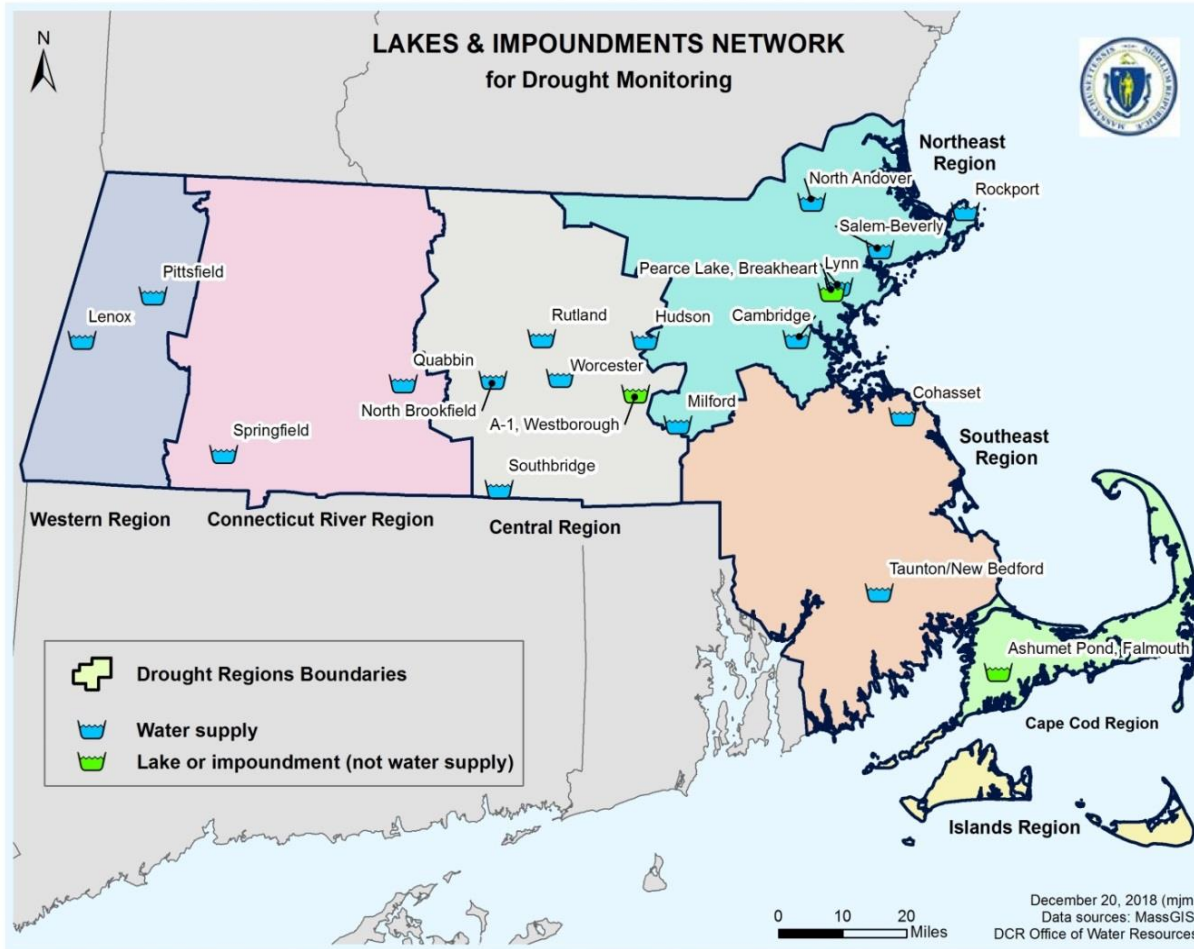 N
LAKES & IMPOUNDMENTS NETWORK
for Drought Monitoring
MASSACHUSETTENSIS
SIGILLUM REIPUBLICÆ
Northeast
Region
North Andover
Rockport
Salem-Beverly
Pearce Lake, Breakheart
Lynn
Pittsfield
Lenox
Rutland
Hudson
Cambridge
Quabbin
Worcester
North Brookfield
A-1, Westborough
Milford
Cohasset
Springfield
Southbridge
Southeast
Region
Western Region
Connecticut River Region
Central Region
Taunton/New Bedford
Ashumet Pond, Falmouth
Cape Cod Region
Islands Region
Drought Regions Boundaries
Water supply
Lake or impoundment (not water supply)
0 10 20
Miles
December 20, 2018 (mjm
Data sources: MassGIS
DCR Office of Water Resources